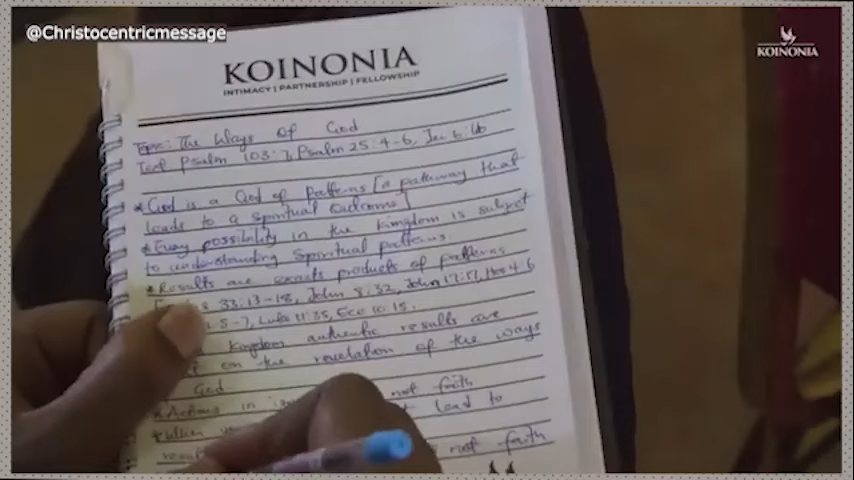 @Christocentricmessage
KOINONIA
KOINONIA
INTIMACY | PARTNERSHIP | FELLOWSHIP
Topic: The Ways Of God
Text Psalm 103:7, Psalm 25:4-6, Jer 6:16
*God is a God of patterns [a pathway that
leads to a spiritual outcome]
*Every possibility in the kingdom is subject
to understanding spiritual patterns.
*Results are exacts products of patterns
33:13-18, John 8:32, John 17:17, Hos 4:6
5-7, Luke 11:35, Ecc 10:15.
Kingdom authentic results are
on the revelation of the ways
God
*Actions in not faith
lead to
not faith